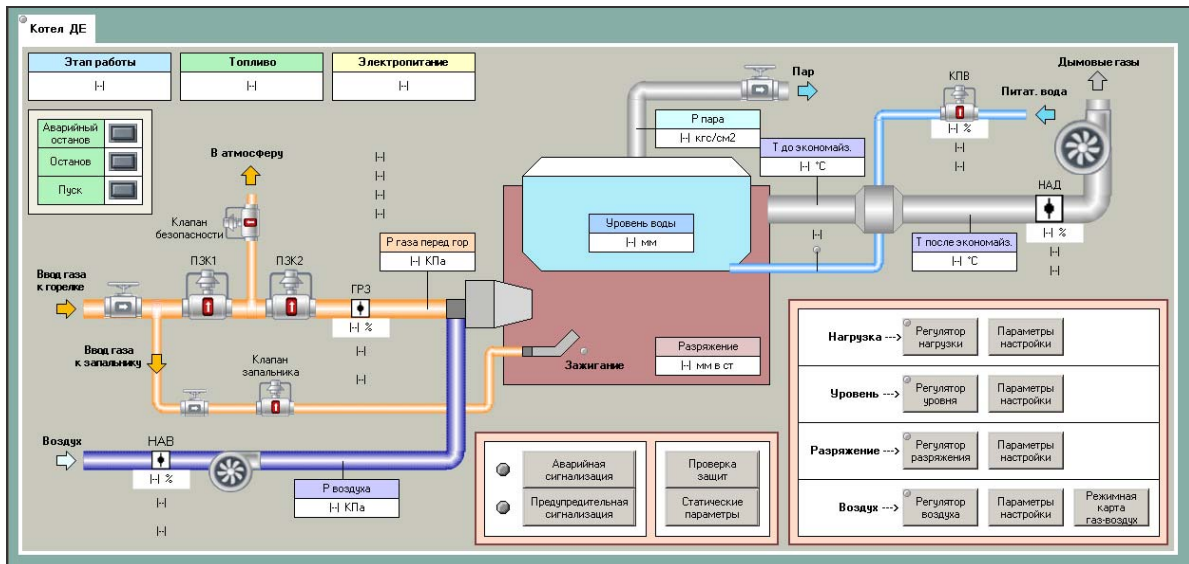 Котел ДЕ
Этап работы
|-|
Топливо
|-|
Электропитание
|-|
Аварийный
останов
Останов
Пуск
В атмосферу
Клапан
безопасности
|-|
|-|
|-|
|-|
|-|
Ввод газа
к горелке
ПЗК1
ПЗК2
ГРЗ
|-| %
|-|
|-|
Р газа перед гор
|-| КПа
Ввод газа
к запальнику
Клапан
запальника
Зажигание
Воздух
НАВ
|-| %
|-|
|-|
Р воздуха
|-| КПа
Пар
Р пара
|-| кгс/см2
Уровень воды
|-| мм
Разряжение
|-| мм в ст
Т до экономайз.
|-| °С
|-|
КПВ
|-| %
|-|
|-|
Дымовые газы
Питат. вода
НАД
|-| %
|-|
|-|
Т после экономайз.
|-| °С
Аварийная
сигнализация
Предупредительная
сигнализация
Проверка
защит
Статические
параметры
Нагрузка --->
Регулятор
нагрузки
Параметры
настройки
Уровень --->
Регулятор
уровня
Параметры
настройки
Разряжение --->
Регулятор
разряжения
Параметры
настройки
Воздух --->
Регулятор
воздуха
Параметры
настройки
Режимная
карта
газ-воздух